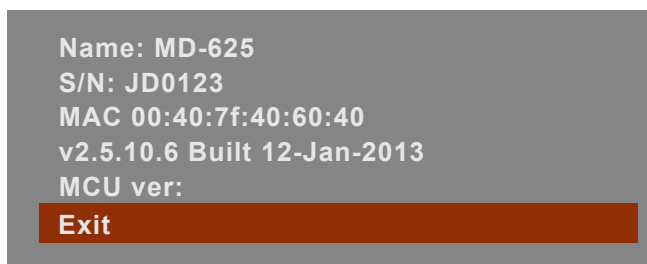 Name: MD-625
S/N: JD0123
MAC 00:40:7f:40:60:40
v2.5.10.6 Built 12-Jan-2013
MCU ver:
Exit